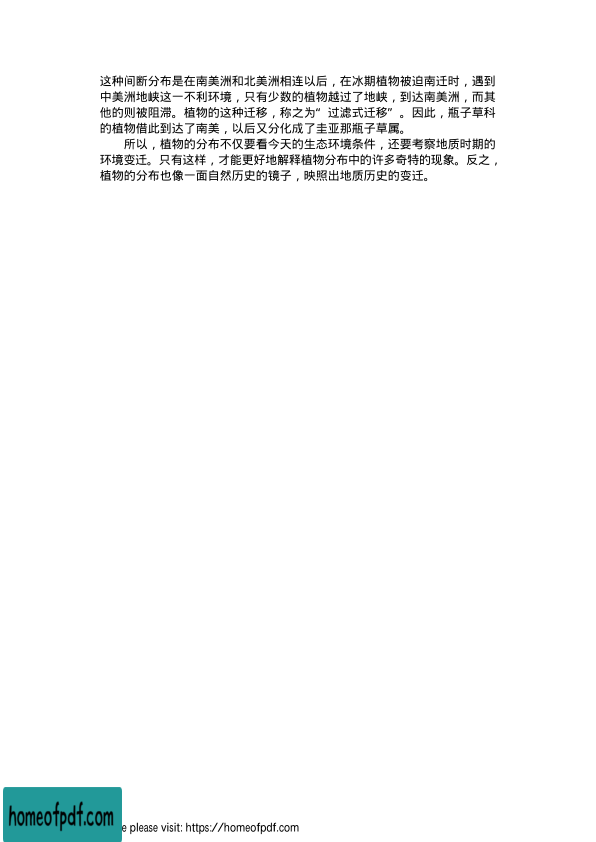 这种间断分布是在南美洲和北美洲相连以后，在冰期植物被迫南迁时，遇到
中美洲地峡这一不利环境，只有少数的植物越过了地峡，到达南美洲，而其
他的则被阻滞。植物的这种迁移，称之为“过滤式迁移”。因此，瓶子草科
的植物借此到达了南美，以后又分化成了圭亚那瓶子草属。
所以，植物的分布不仅要看今天的生态环境条件，还要考察地质时期的
环境变迁。只有这样，才能更好地解释植物分布中的许多奇特的现象。反之，
植物的分布也像一面自然历史的镜子，映照出地质历史的变迁。
homeofpdf.com
please visit: https://homeofpdf.com